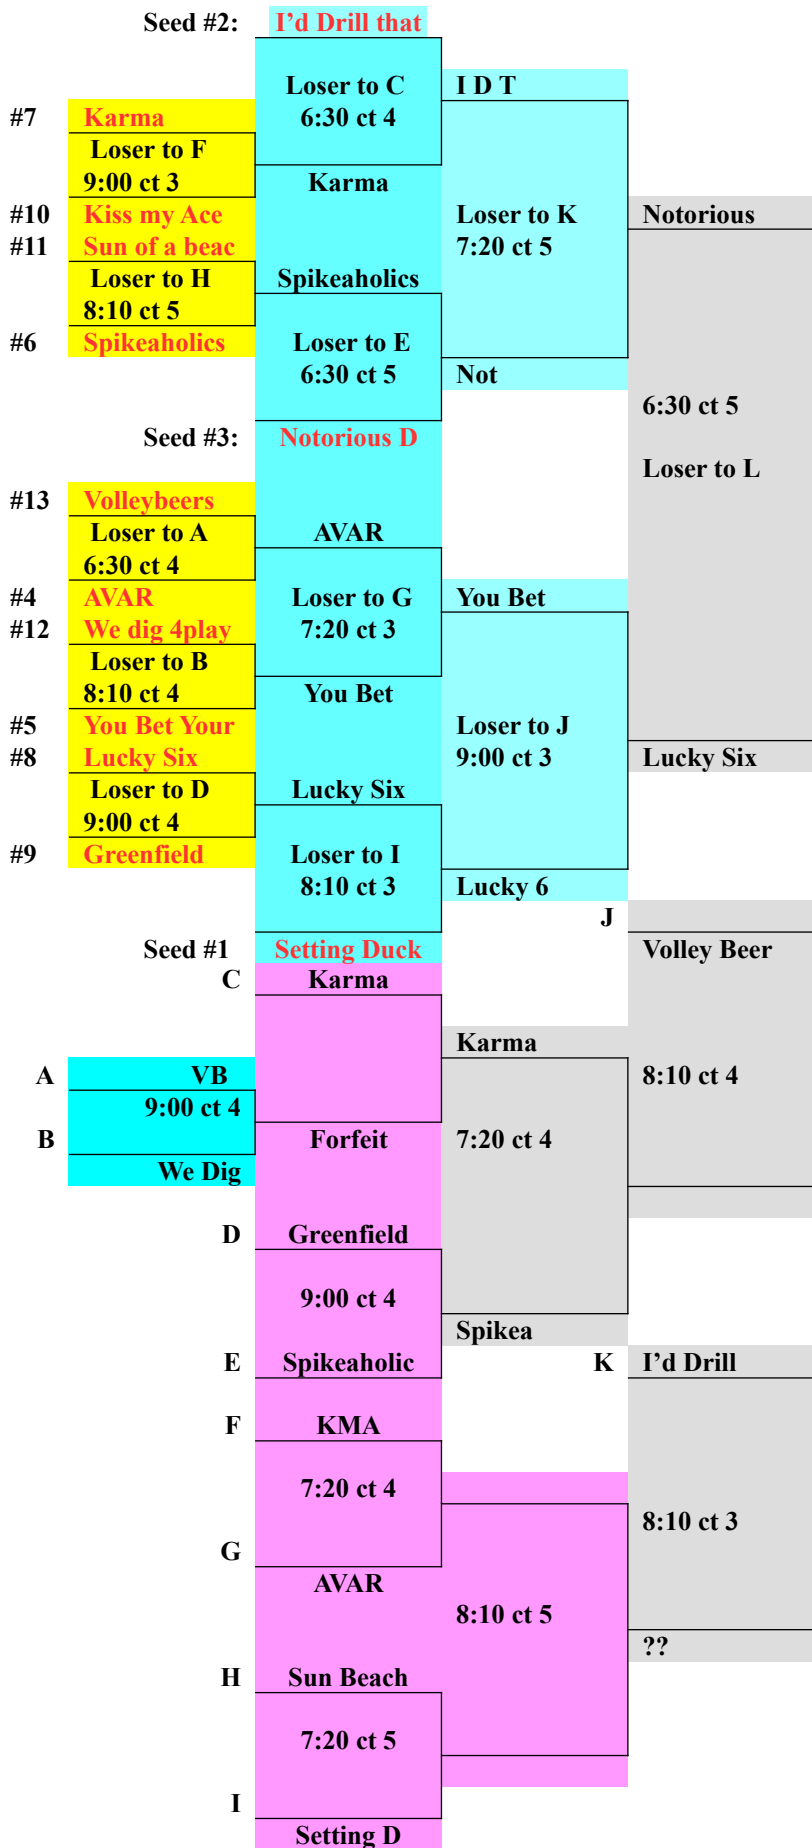 Seed #2: I'd Drill that
Loser to C
6:30 ct 4
I D T
#7 Karma
Loser to F
9:00 ct 3
Karma
#10 Kiss my Ace
Loser to K
7:20 ct 5
Notorious
#11 Sun of a beac
Loser to H
8:10 ct 5
Spikeaholics
#6 Spikeaholics
Loser to E
6:30 ct 5
Not
6:30 ct 5
Seed #3: Notorious D
Loser to L
#13 Volleybeers
Loser to A
6:30 ct 4
AVAR
#4 AVAR
Loser to G
7:20 ct 3
You Bet
#12 We dig 4play
Loser to B
8:10 ct 4
You Bet
#5 You Bet Your
Loser to J
9:00 ct 3
#8 Lucky Six
Lucky Six
Loser to D
9:00 ct 4
Lucky Six
#9 Greenfield
Loser to I
8:10 ct 3
Lucky 6
J
Seed #1 Setting Duck
Volley Beer
C Karma
Karma
A VB
8:10 ct 4
9:00 ct 4
B
Forfeit
7:20 ct 4
We Dig
D Greenfield
9:00 ct 4
Spikea
E Spikeaholic
K I'd Drill
F KMA
7:20 ct 4
8:10 ct 3
G
AVAR
8:10 ct 5
??
H Sun Beach
7:20 ct 5
I
Setting D